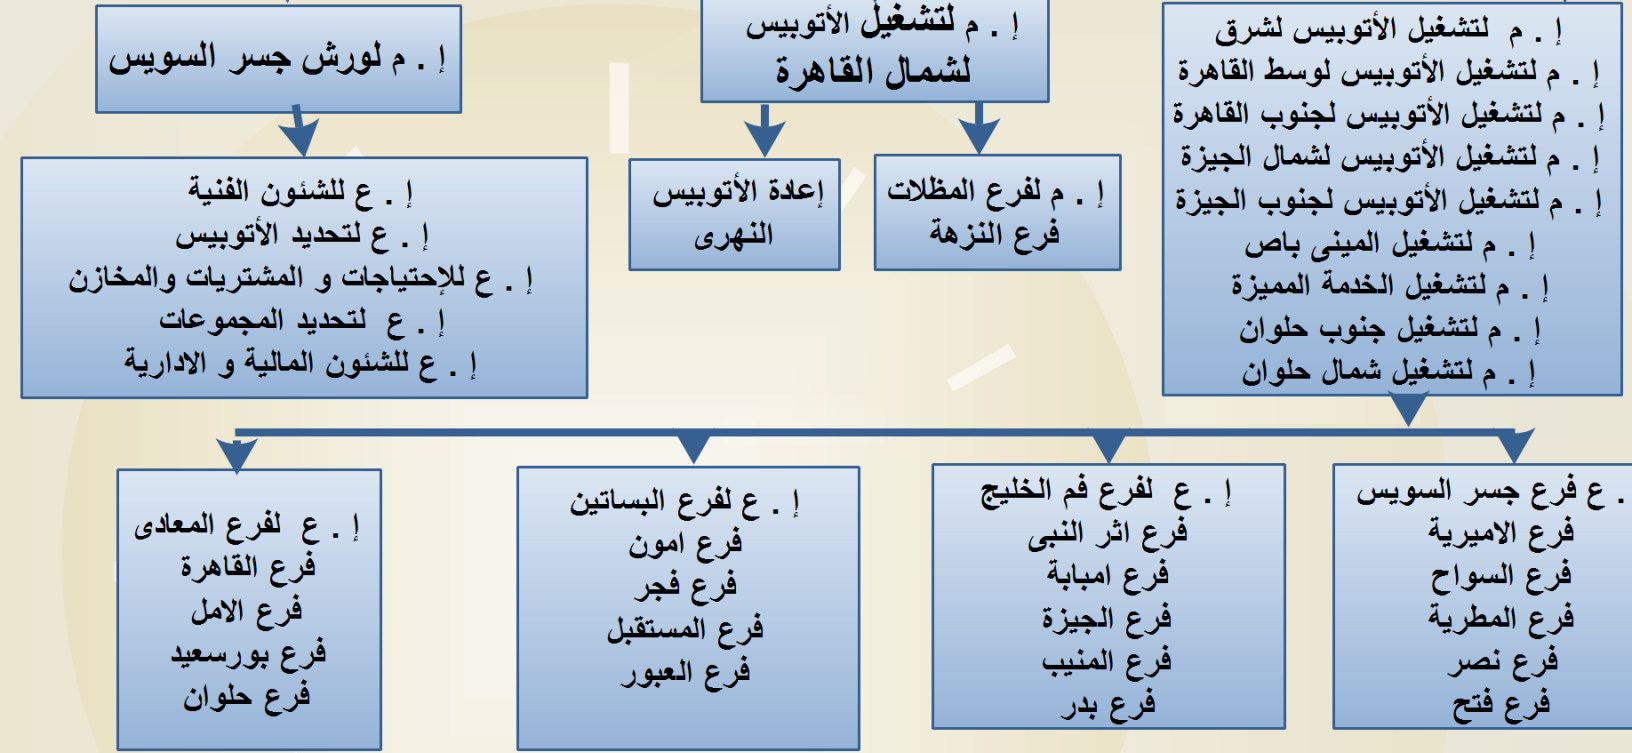 إ . م لتشغيل الأتوبيس لشرق
إ . م لتشغيل الأتوبيس لوسط القاهرة
إ . م لتشغيل الأتوبيس لجنوب القاهرة
إ . م لتشغيل الأتوبيس لشمال الجيزة
إ . م لتشغيل الأتوبيس لجنوب الجيزة
إ . م لتشغيل المينى باص
إ . م لتشغيل الخدمة المميزة
إ . م لتشغيل جنوب حلوان
إ . م لتشغيل شمال حلوان
إ . م لتشغيل الأتوبيس
لشمال القاهرة
إ . م لورش جسر السويس
إ . م لفرع المظلات
فرع النزهة
إعادة الأتوبيس
النهرى
إ . ع للشئون الفنية
إ . ع لتحديد الأتوبيس
إ . ع للإحتياجات و المشتريات والمخازن
إ . ع لتحديد المجموعات
إ . ع للشئون المالية و الادارية
. ع فرع جسر السويس
فرع الاميرية
فرع السواح
فرع المطرية
فرع نصر
فرع فتح
إ . ع لفرع فم الخليج
فرع اثر النبى
فرع امبابة
فرع الجيزة
فرع المنيب
فرع بدر
إ . ع لفرع البساتين
فرع امون
فرع فجر
فرع المستقبل
فرع العبور
إ . ع لفرع المعادى
فرع القاهرة
فرع الامل
فرع بورسعيد
فرع حلوان